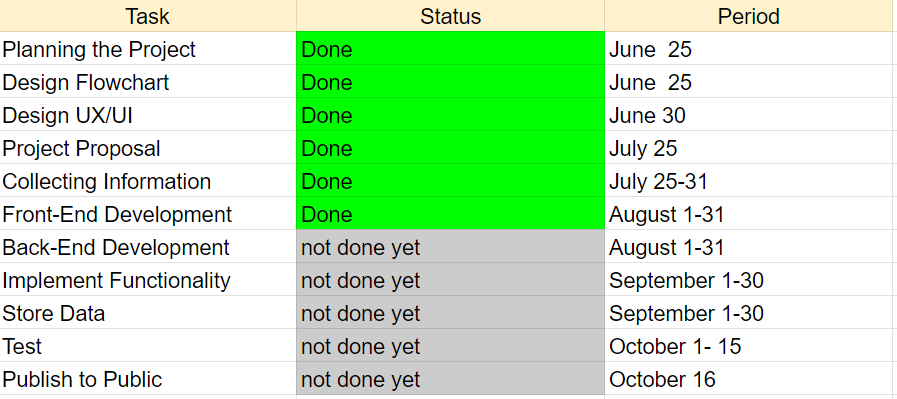 Task Status Period
Planning the Project Done June  25
Design Flowchart Done June  25
Design UX/UI Done June 30
Project Proposal Done July 25
Collecting Information Done July 25-31
Front-End Development Done August 1-31
Back-End Development not done yet August 1-31
Implement Functionality not done yet September 1-30
Store Data not done yet September 1-30
Test not done yet October 1- 15
Publish to Public not done yet October 16